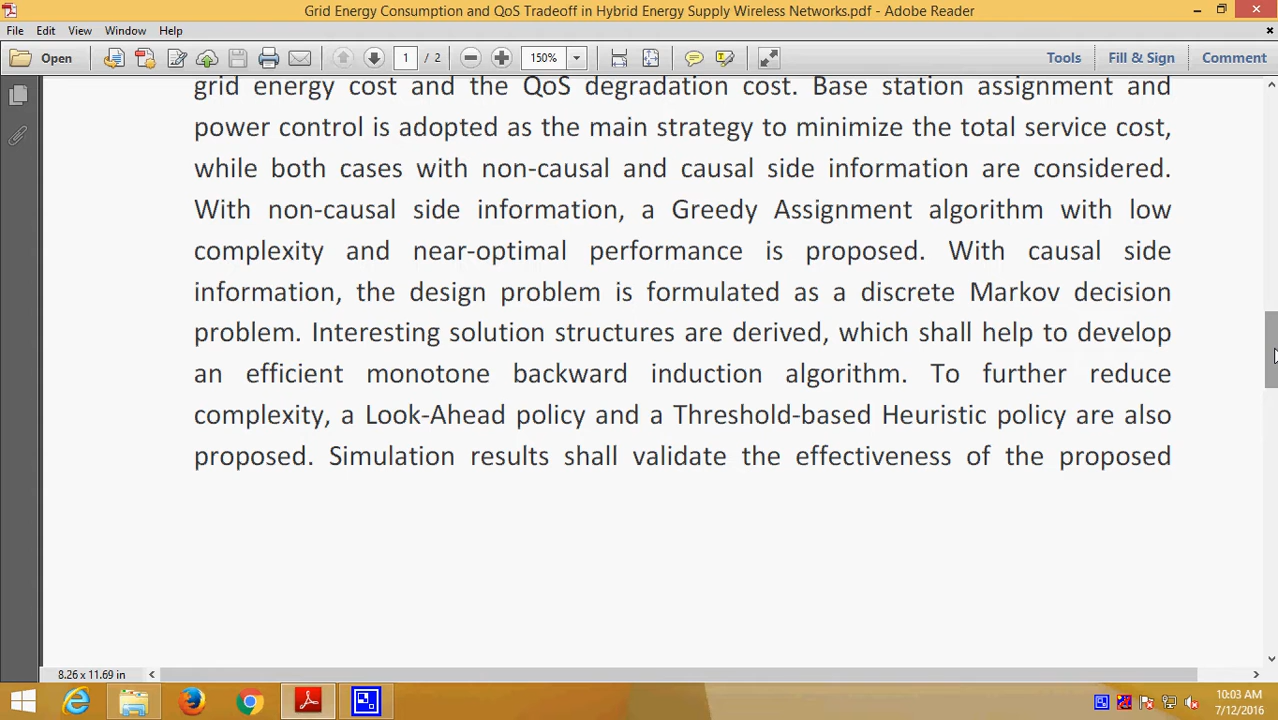 Grid Energy Consumption and QoS Tradeoff in Hybrid Energy Supply Wireless Networks.pdf - Adobe Reader
File Edit View Window Help
Open 1 / 2 150% Tools Fill & Sign Comment
grid energy cost and the QoS degradation cost. Base station assignment and
power control is adopted as the main strategy to minimize the total service cost,
while both cases with non-causal and causal side information are considered.
With non-causal side information, a Greedy Assignment algorithm with low
complexity and near-optimal performance is proposed. With causal side
information, the design problem is formulated as a discrete Markov decision
problem. Interesting solution structures are derived, which shall help to develop
an efficient monotone backward induction algorithm. To further reduce
complexity, a Look-Ahead policy and a Threshold-based Heuristic policy are also
proposed. Simulation results shall validate the effectiveness of the proposed
8.26 x 11.69 in
10:03 AM
7/12/2016